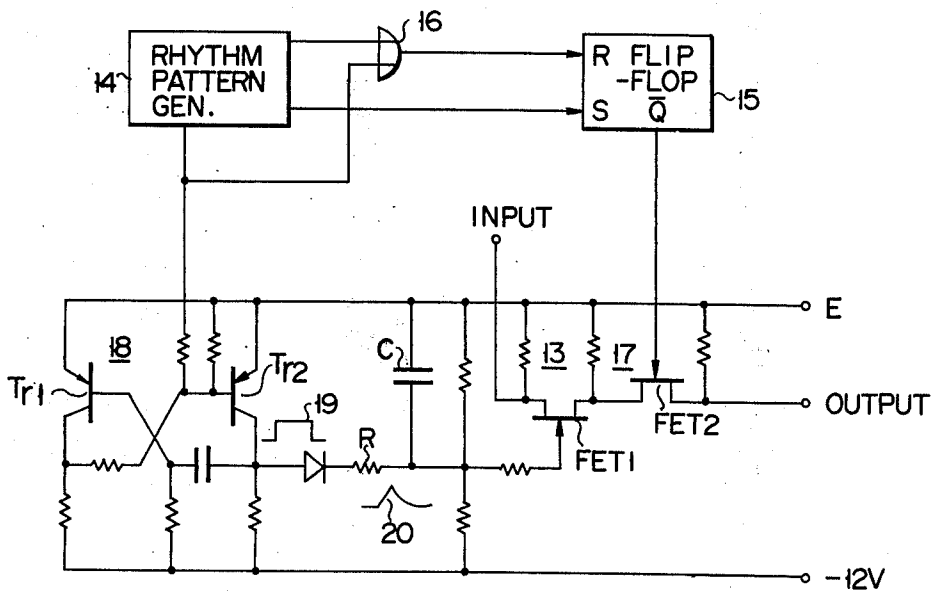 16
RHYTHM
PATTERN
GEN.
14
R FLIP
-FLOP
S Q̅
15
INPUT
E
18
C
13
17
Tr1
Tr2
19
OUTPUT
FET2
R
FET1
20
-12V